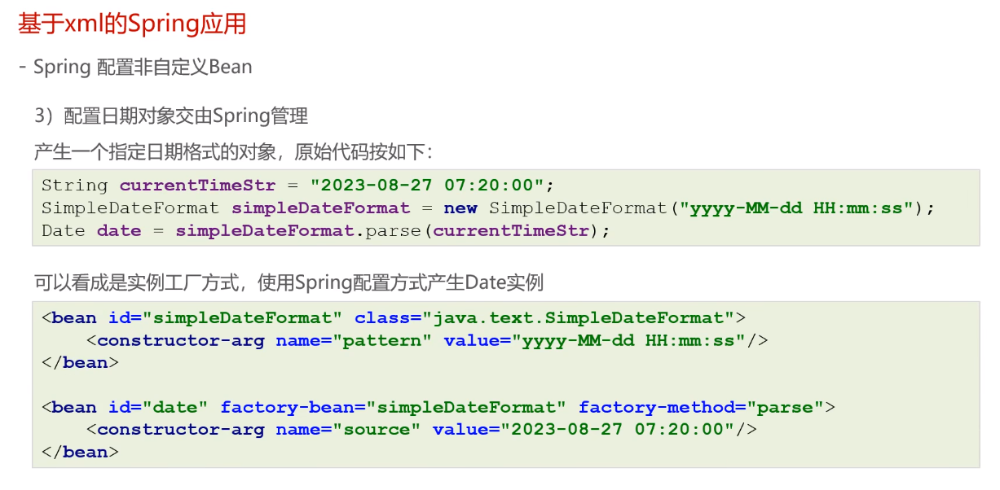 基于xml的Spring应用
- Spring 配置非自定义Bean
3）配置日期对象交由Spring管理
产生一个指定日期格式的对象，原始代码按如下：
String currentTimeStr = "2023-08-27 07:20:00";
SimpleDateFormat simpleDateFormat = new SimpleDateFormat("yyyy-MM-dd HH:mm:ss");
Date date = simpleDateFormat.parse(currentTimeStr);
可以看成是实例工厂方式，使用Spring配置方式产生Date实例
<bean id="simpleDateFormat" class="java.text.SimpleDateFormat">
    <constructor-arg name="pattern" value="yyyy-MM-dd HH:mm:ss"/>
</bean>
<bean id="date" factory-bean="simpleDateFormat" factory-method="parse">
    <constructor-arg name="source" value="2023-08-27 07:20:00"/>
</bean>